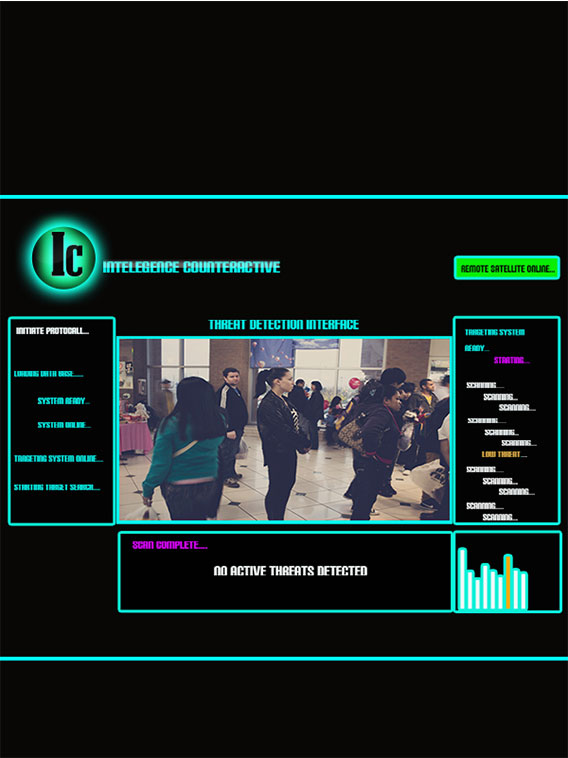 Ic
INTELEGENCE COUNTERACTIVE
REMOTE SATELLITE ONLINE...
INITIATE PROTOCALL...
LOADING DATA BASE......
SYSTEM READY...
SYSTEM ONLINE...
TARGETING SYSTEM ONLINE....
STARTING TARGET SEARCH.....
THREAT DETECTION INTERFACE
TARGETING SYSTEM
READY...
STARTING...
SCANNING.....
SCANNING...
SCANNING....
SCANNING.....
SCANNING...
SCANNING....
LOW THREAT....
SCANNING.....
SCANNING...
SCANNING....
SCANNING.....
SCANNING...
SCAN COMPLETE.....
NO ACTIVE THREATS DETECTED